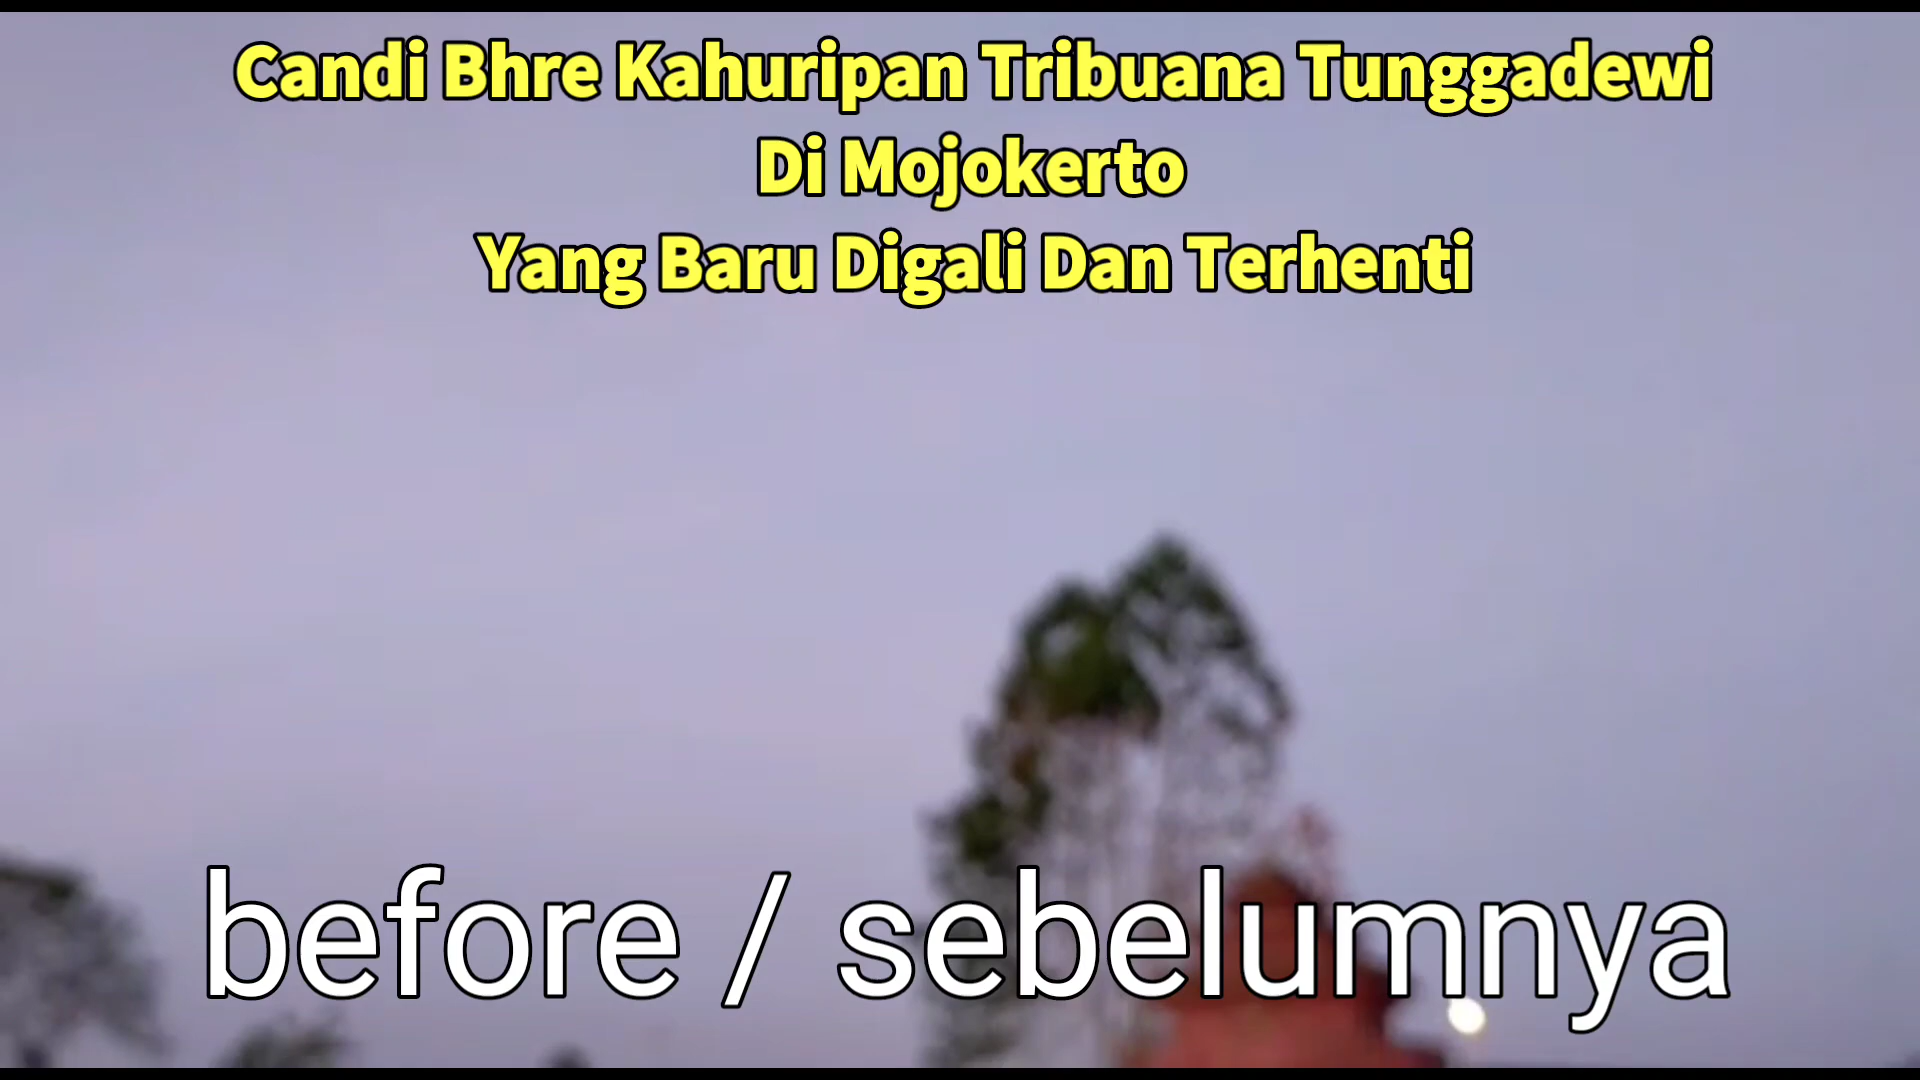 Candi Bhre Kahuripan Tribuana Tunggadewi
Di Mojokerto
Yang Baru Digali Dan Terhenti
before / sebelumnya